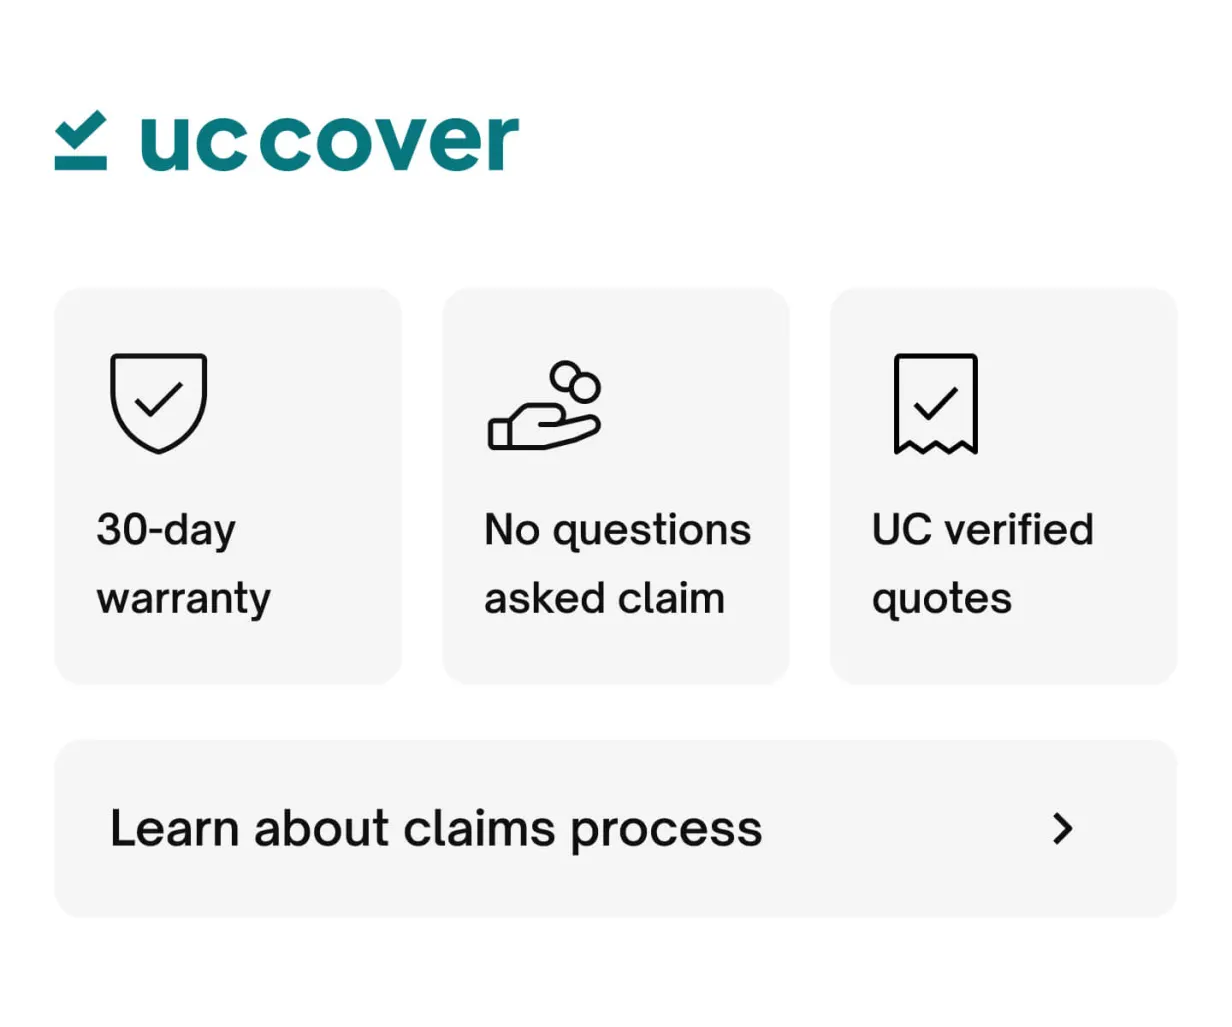 uc cover
30-day
warranty
No questions
asked claim
UC verified
quotes
Learn about claims process